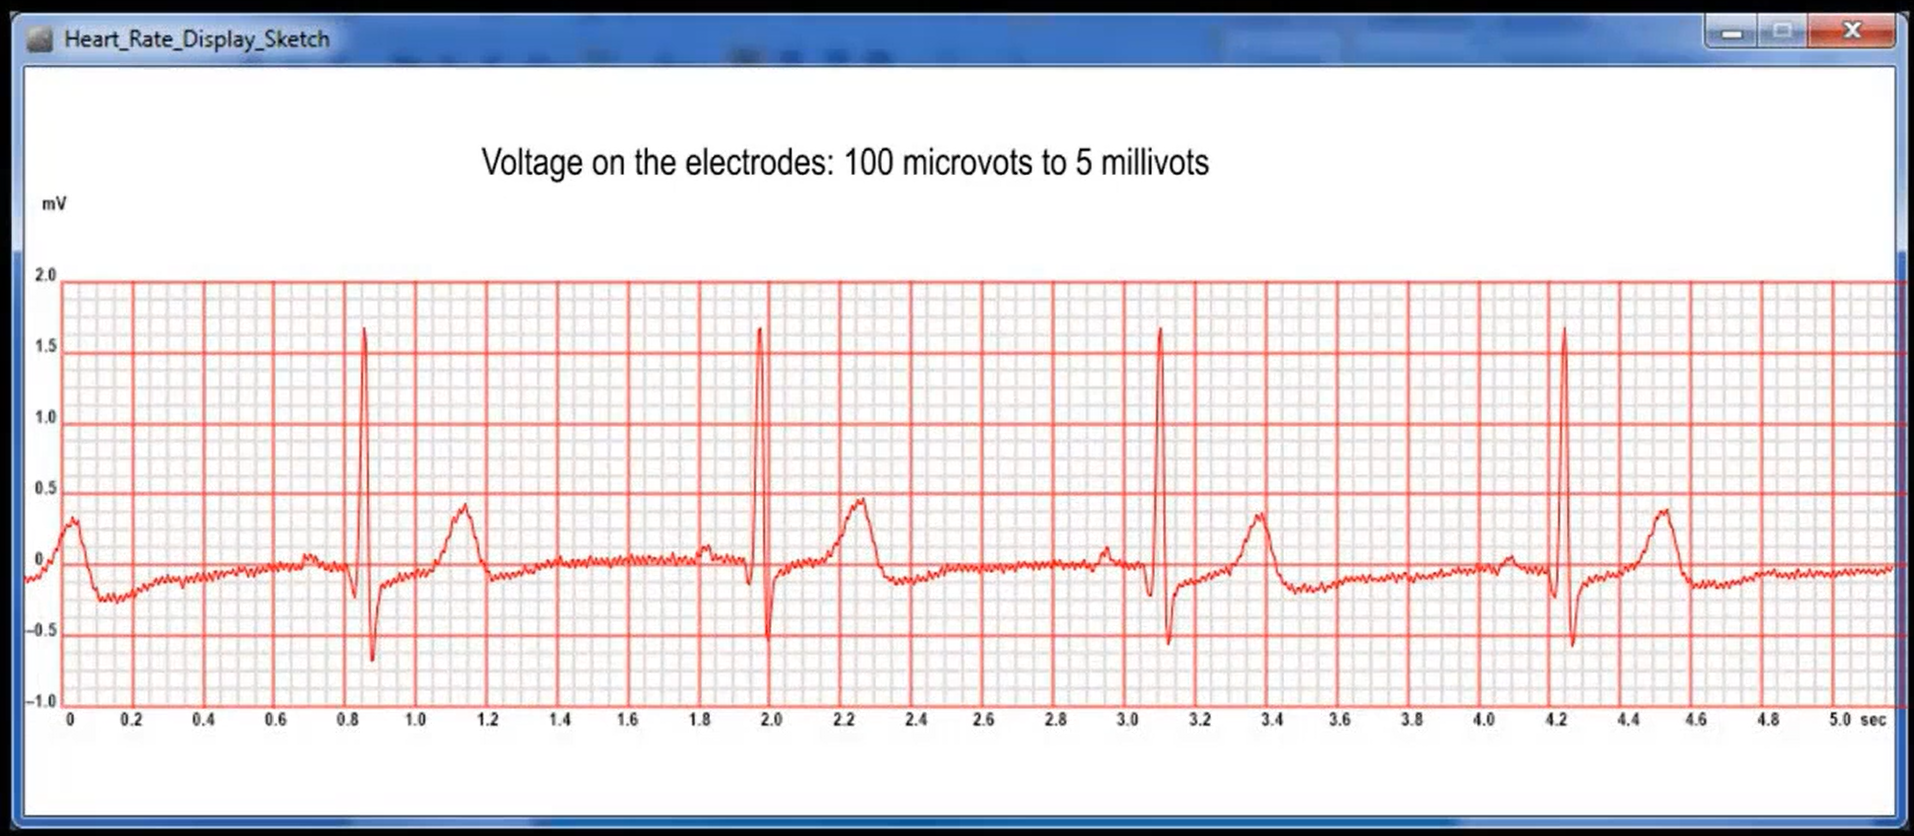 Heart_Rate_Display_Sketch
Voltage on the electrodes: 100 microvots to 5 millivots
mV
2.0
1.5
1.0
0.5
0
–0.5
–1.0
0 0.2 0.4 0.6 0.8 1.0 1.2 1.4 1.6 1.8 2.0 2.2 2.4 2.6 2.8 3.0 3.2 3.4 3.6 3.8 4.0 4.2 4.4 4.6 4.8 5.0 sec